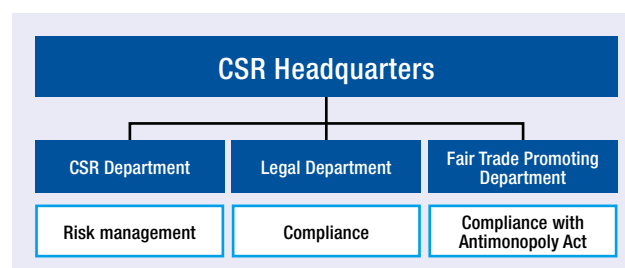 CSR Headquarters
CSR Department
Legal Department
Fair Trade Promoting
Department
Risk management
Compliance
Compliance with
Antimonopoly Act